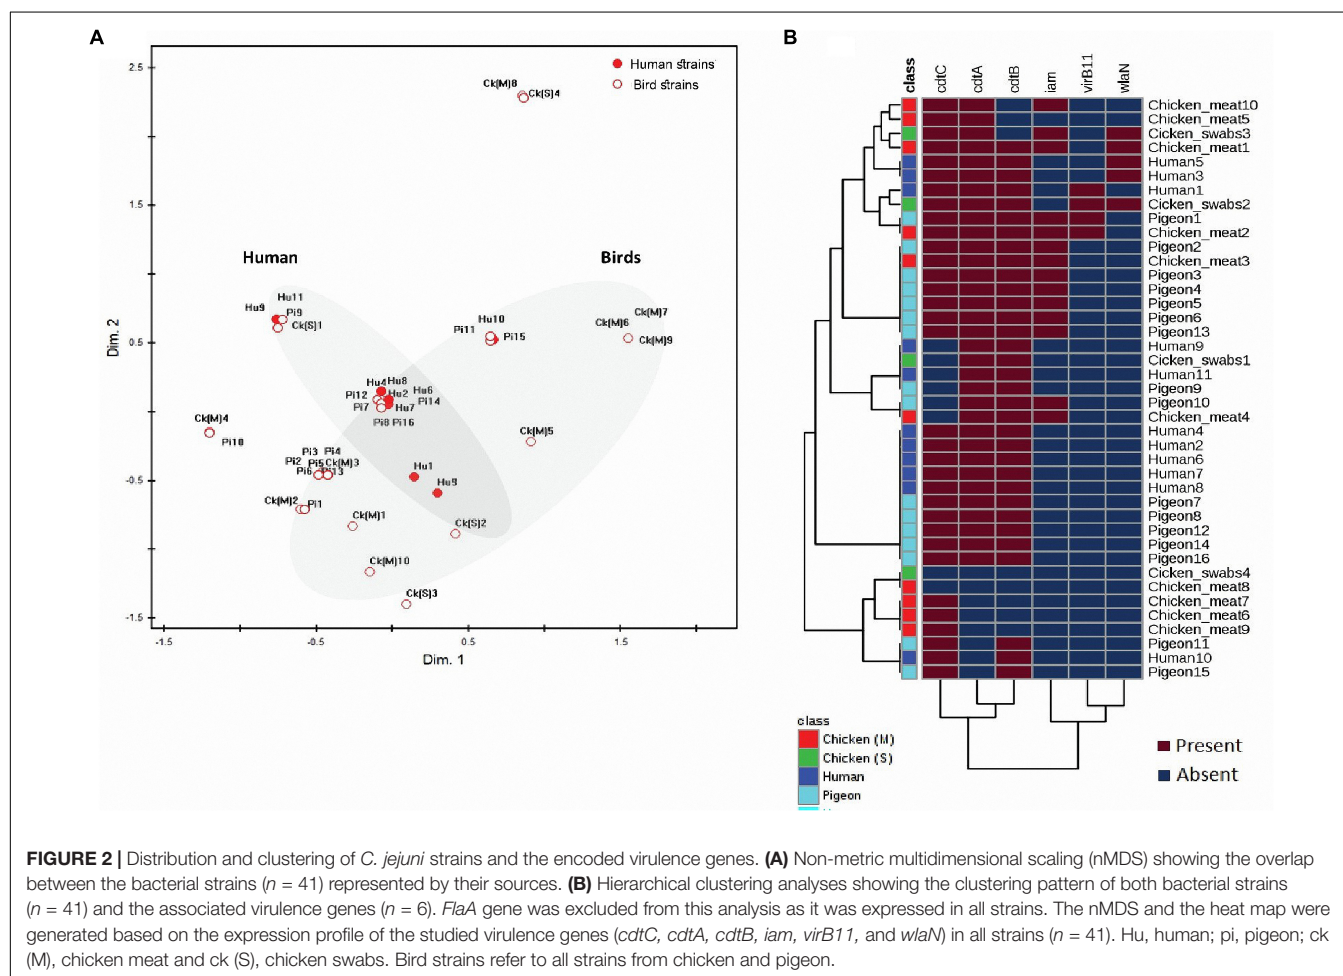 A
2.5
1.5
0.5
-0.5
-1.5
Dim. 2
-1.5
-0.5
0.5
1.5
Dim. 1
Human strains
Bird strains
Ck(M)8
Ck(S)4
Human
Birds
Hu11
Hu9
Pi9
Ck(S)1
Hu10
Pi11
Pi15
Ck(M)7
Ck(M)6
Ck(M)9
Hu4
Hu8
Hu2
Hu6
Pi12
Pi14
Pi7
Hu7
Pi8
Pi16
Ck(M)4
Pi10
Ck(M)5
Pi3
Pi4
Pi2
Pi5
Ck(M)3
Pi6
Pi13
Hu1
Ck(M)2
Pi1
Ck(M)1
Ck(S)2
Ck(M)10
Ck(S)3
B
class
cdtC
cdtA
cdtB
iam
virB11
wlaN
Chicken_meat10
Chicken_meat5
Cicken_swabs3
Chicken_meat1
Human5
Human3
Human1
Cicken_swabs2
Pigeon1
Chicken_meat2
Pigeon2
Chicken_meat3
Pigeon3
Pigeon4
Pigeon5
Pigeon6
Pigeon13
Human9
Cicken_swabs1
Human11
Pigeon9
Pigeon10
Chicken_meat4
Human4
Human2
Human6
Human7
Human8
Pigeon7
Pigeon8
Pigeon12
Pigeon14
Pigeon16
Cicken_swabs4
Chicken_meat8
Chicken_meat7
Chicken_meat6
Chicken_meat9
Pigeon11
Human10
Pigeon15
class
Chicken (M)
Chicken (S)
Human
Pigeon
Present
Absent
FIGURE 2 | Distribution and clustering of C. jejuni strains and the encoded virulence genes. (A) Non-metric multidimensional scaling (nMDS) showing the overlap
between the bacterial strains (n = 41) represented by their sources. (B) Hierarchical clustering analyses showing the clustering pattern of both bacterial strains
(n = 41) and the associated virulence genes (n = 6). FlaA gene was excluded from this analysis as it was expressed in all strains. The nMDS and the heat map were
generated based on the expression profile of the studied virulence genes (cdtC, cdtA, cdtB, iam, virB11, and wlaN) in all strains (n = 41). Hu, human; pi, pigeon; ck
(M), chicken meat and ck (S), chicken swabs. Bird strains refer to all strains from chicken and pigeon.